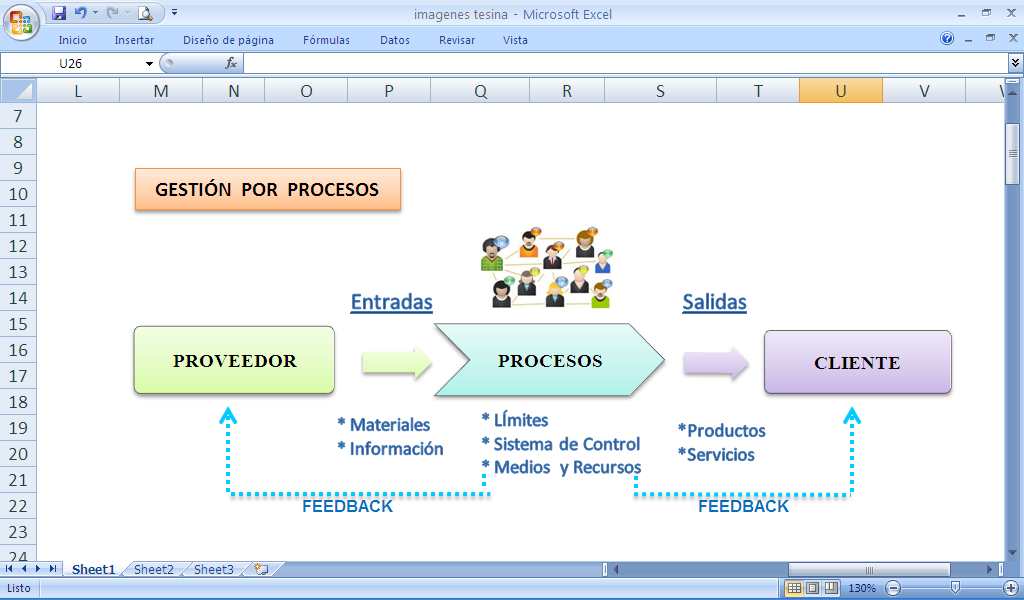 imagenes tesina - Microsoft Excel
Inicio Insertar Diseño de página Fórmulas Datos Revisar Vista
U26 fx
L M N O P Q R S T U V
7
8
9
10
11
12
13
14
15
16
17
18
19
20
21
22
23
24
GESTIÓN POR PROCESOS
Entradas
Salidas
PROVEEDOR
PROCESOS
CLIENTE
* Materiales
* Información
* LÍmites
* Sistema de Control
* Medios y Recursos
*Productos
*Servicios
FEEDBACK
FEEDBACK
Sheet1 Sheet2 Sheet3
Listo 130%